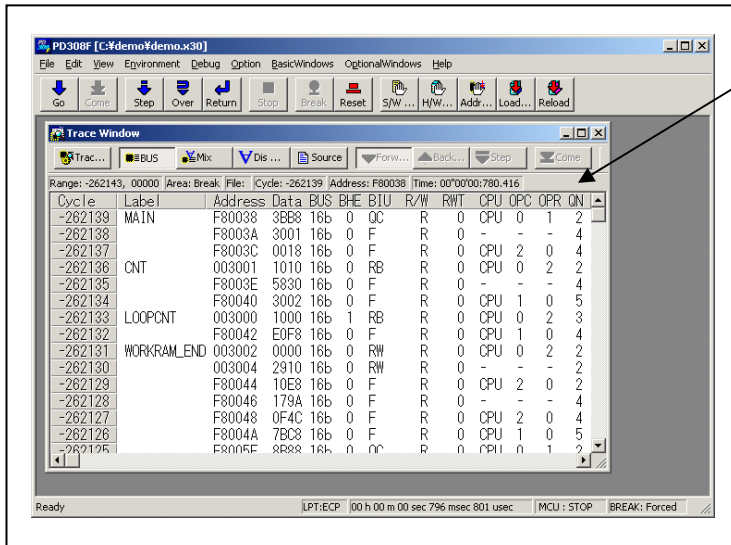 PD308F [C:¥demo¥demo.x30]
File Edit View Environment Debug Option BasicWindows OptionalWindows Help
Go Come Step Over Return Stop Break Reset S/W ... H/W... Addr... Load... Reload
Trace Window
Trac... BUS Mix Dis ... Source Forw... Back... Step Come
Range: -262143, 00000 Area: Break File: Cycle: -262139 Address: F80038 Time: 00"00'00:780.416
Cycle Label Address Data BUS BHE BIU R/W RWT CPU OPC OPR QN
-262139 MAIN F80038 3BB8 16b 0 QC R 0 CPU 0 1 2
-262138 F8003A 3001 16b 0 F R 0 - - - 4
-262137 F8003C 0018 16b 0 F R 0 CPU 2 0 4
-262136 CNT 003001 1010 16b 0 RB R 0 CPU 0 2 2
-262135 F8003E 5830 16b 0 F R 0 - - - 4
-262134 F80040 3002 16b 0 F R 0 CPU 1 0 5
-262133 LOOPCNT 003000 1000 16b 1 RB R 0 CPU 0 2 3
-262132 F80042 E0F8 16b 0 F R 0 CPU 1 0 4
-262131 WORKRAM_END 003002 0000 16b 0 RW R 0 CPU 0 2 2
-262130 003004 2910 16b 0 RW R 0 - - - 2
-262129 F80044 10E8 16b 0 F R 0 CPU 2 0 2
-262128 F80046 179A 16b 0 F R 0 - - - 4
-262127 F80048 0F4C 16b 0 F R 0 CPU 2 0 4
-262126 F8004A 7BC8 16b 0 F R 0 CPU 1 0 5
-262125 F8005E 8B88 16b 0 QC R 0 CPU 0 1 2
Ready LPT:ECP 00 h 00 m 00 sec 796 msec 801 usec MCU : STOP BREAK: Forced